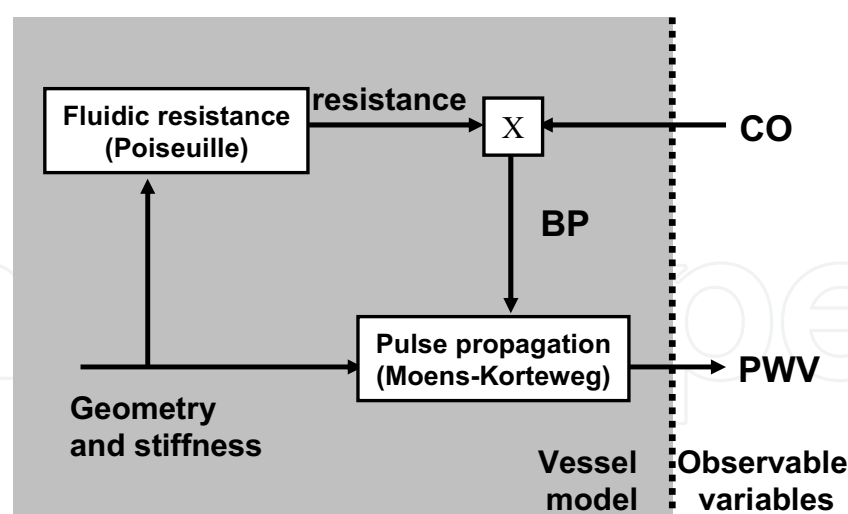 resistance
Fluidic resistance
(Poiseuille)
X
CO
BP
Pulse propagation
(Moens-Korteweg)
PWV
Geometry
and stiffness
Vessel
model
Observable
variables